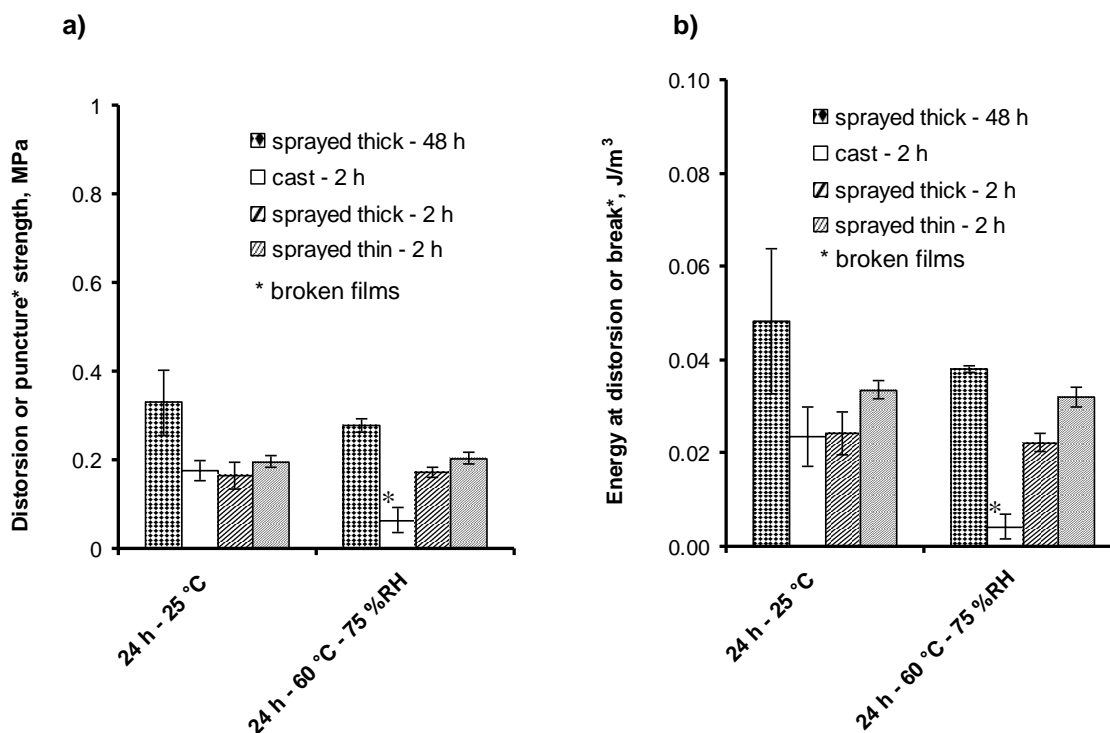 a)
Distorsion or puncture* strength, MPa
1
0.8
0.6
0.4
0.2
0
sprayed thick - 48 h
cast - 2 h
sprayed thick - 2 h
sprayed thin - 2 h
* broken films
*
24 h - 25 °C
24 h - 60 °C - 75 %RH
b)
Energy at distorsion or break*, J/m³
0.10
0.08
0.06
0.04
0.02
0.00
sprayed thick - 48 h
cast - 2 h
sprayed thick - 2 h
sprayed thin - 2 h
* broken films
*
24 h - 25 °C
24 h - 60 °C - 75 %RH